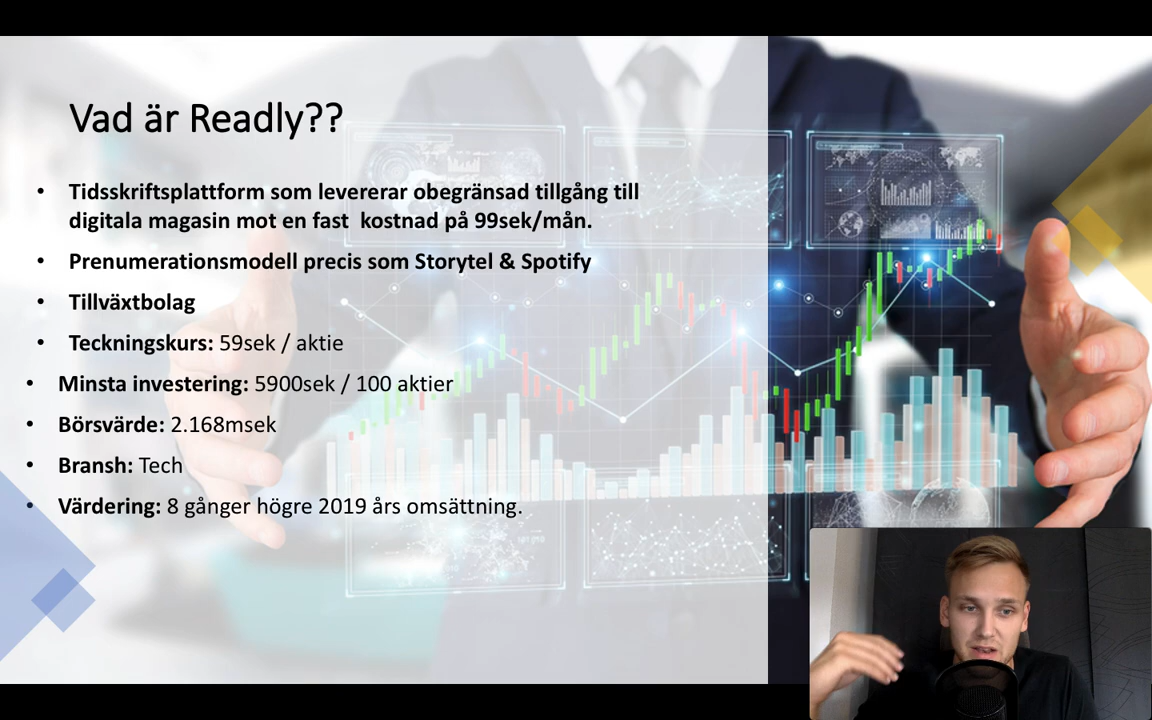 Vad är Readly??
• Tidsskriftsplattform som levererar obegränsad tillgång till
digitala magasin mot en fast kostnad på 99sek/mån.
• Prenumerationsmodell precis som Storytel & Spotify
• Tillväxtbolag
• Teckningskurs: 59sek / aktie
• Minsta investering: 5900sek / 100 aktier
• Börsvärde: 2.168msek
• Bransh: Tech
• Värdering: 8 gånger högre 2019 års omsättning.